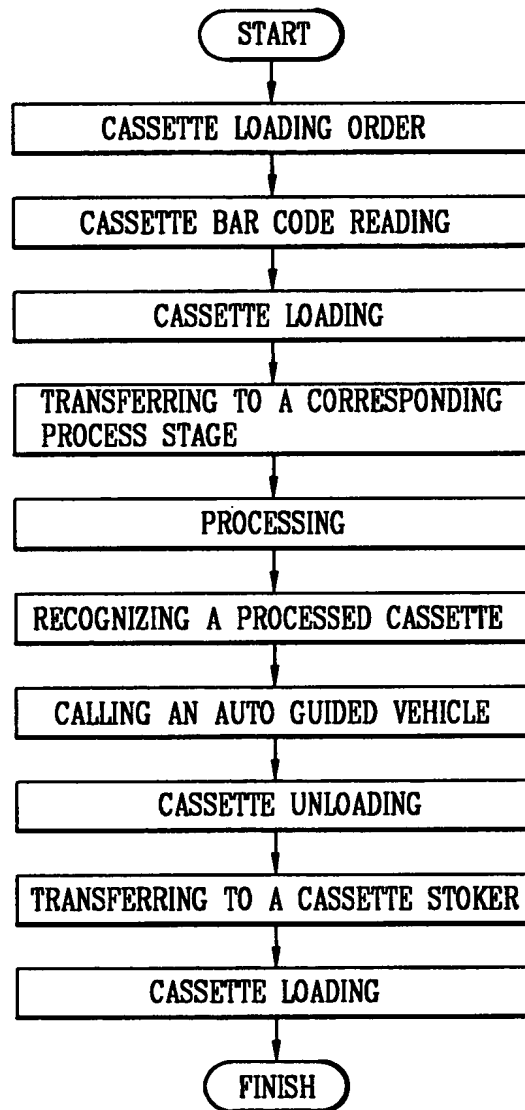 START
CASSETTE LOADING ORDER
CASSETTE BAR CODE READING
CASSETTE LOADING
TRANSFERRING TO A CORRESPONDING
PROCESS STAGE
PROCESSING
RECOGNIZING A PROCESSED CASSETTE
CALLING AN AUTO GUIDED VEHICLE
CASSETTE UNLOADING
TRANSFERRING TO A CASSETTE STOKER
CASSETTE LOADING
FINISH